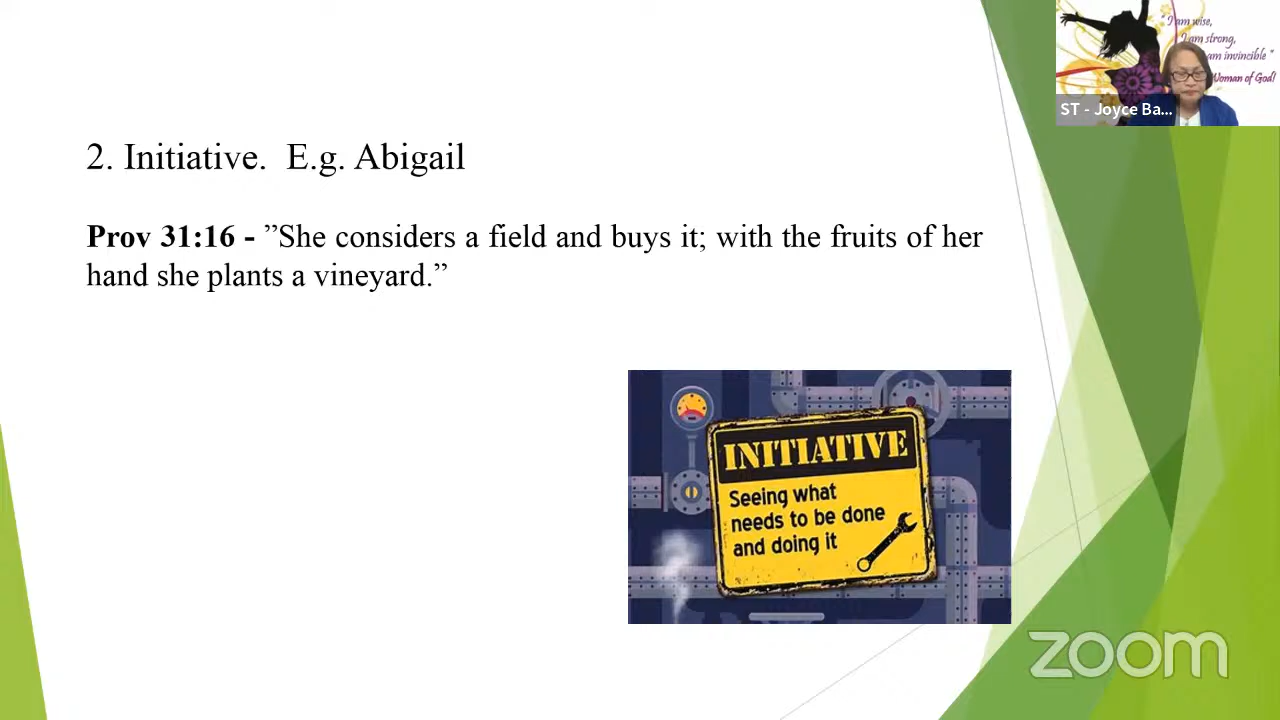 "I am wise,
I am strong,
am invincible "
Woman of God!
ST - Joyce Ba...
2. Initiative.  E.g. Abigail
Prov 31:16 - ”She considers a field and buys it; with the fruits of her
hand she plants a vineyard.”
INITIATIVE
Seeing what
needs to be done
and doing it
zoom